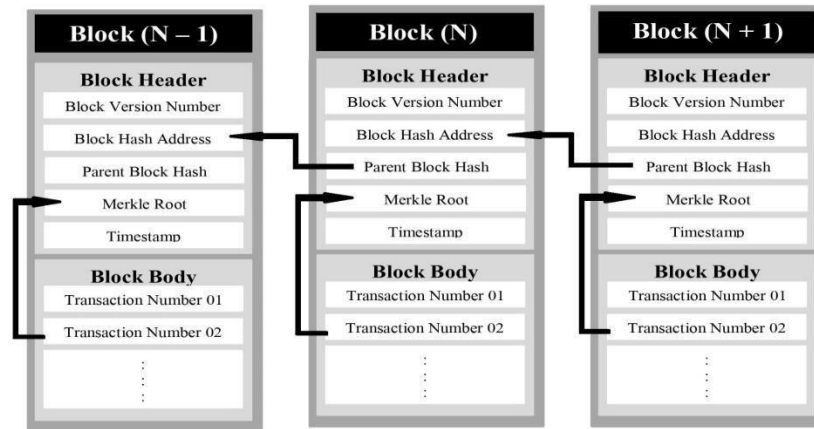 Block (N – 1)
Block Header
Block Version Number
Block Hash Address
Parent Block Hash
Merkle Root
Timestamp
Block Body
Transaction Number 01
Transaction Number 02
Block (N)
Block Header
Block Version Number
Block Hash Address
Parent Block Hash
Merkle Root
Timestamp
Block Body
Transaction Number 01
Transaction Number 02
Block (N + 1)
Block Header
Block Version Number
Block Hash Address
Parent Block Hash
Merkle Root
Timestamp
Block Body
Transaction Number 01
Transaction Number 02